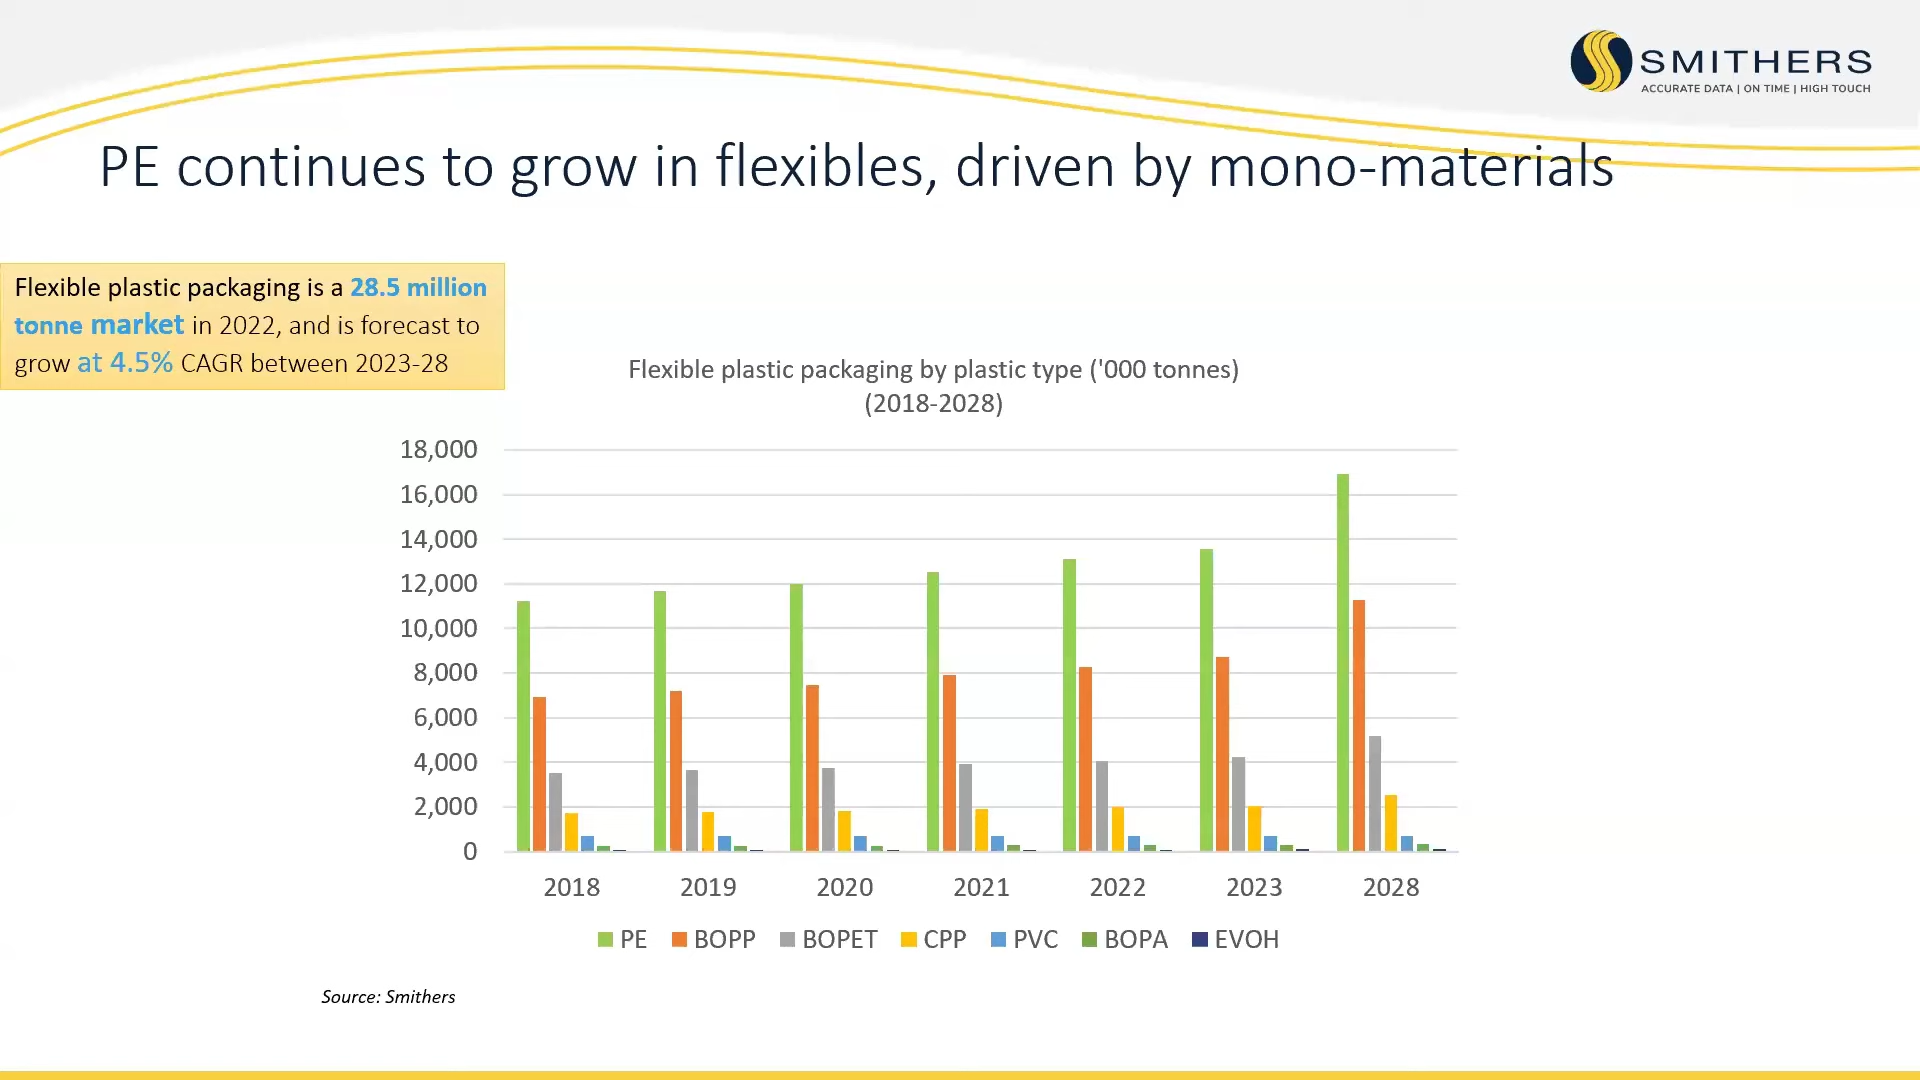 SMITHERS
ACCURATE DATA | ON TIME | HIGH TOUCH
PE continues to grow in flexibles, driven by mono-materials
Flexible plastic packaging is a 28.5 million
tonne market in 2022, and is forecast to
grow at 4.5% CAGR between 2023-28
Flexible plastic packaging by plastic type ('000 tonnes)
(2018-2028)
18,000
16,000
14,000
12,000
10,000
8,000
6,000
4,000
2,000
0
2018 2019 2020 2021 2022 2023 2028
PE BOPP BOPET CPP PVC BOPA EVOH
Source: Smithers